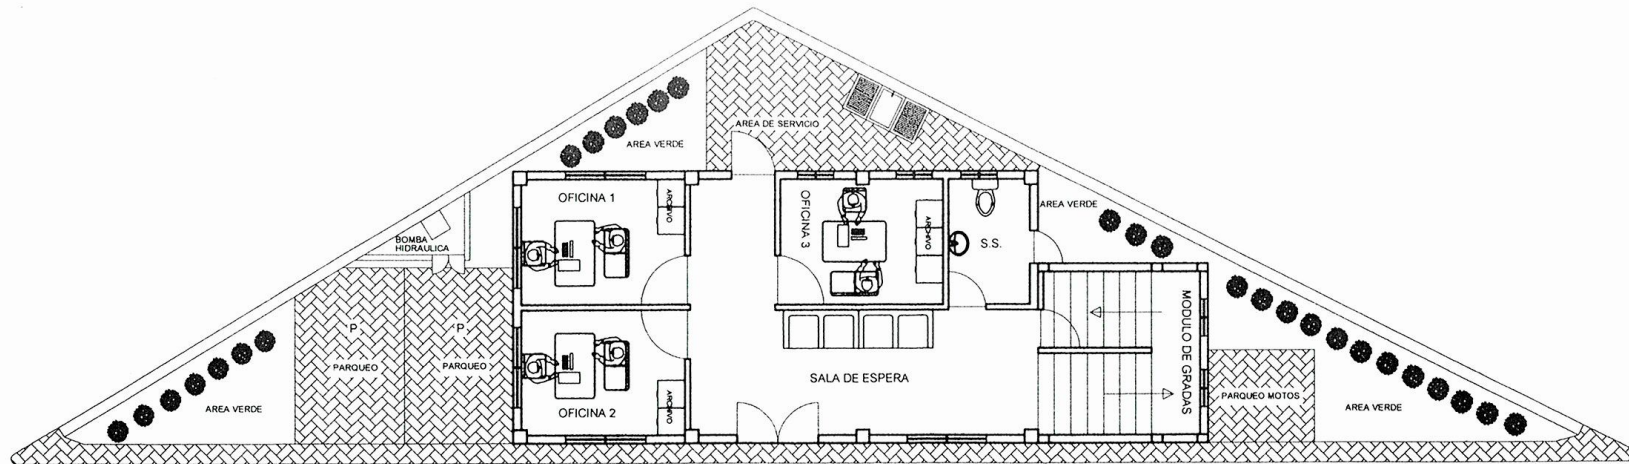 AREA DE SERVICIO
AREA VERDE
OFICINA 1
ARCHIVO
OFICINA 3
ARCHIVO
S.S.
AREA VERDE
BOMBA
HIDRAULICA
P
PARQUEO
P
PARQUEO
AREA VERDE
OFICINA 2
ARCHIVO
SALA DE ESPERA
MODULO DE GRADAS
PARQUEO MOTOS
AREA VERDE